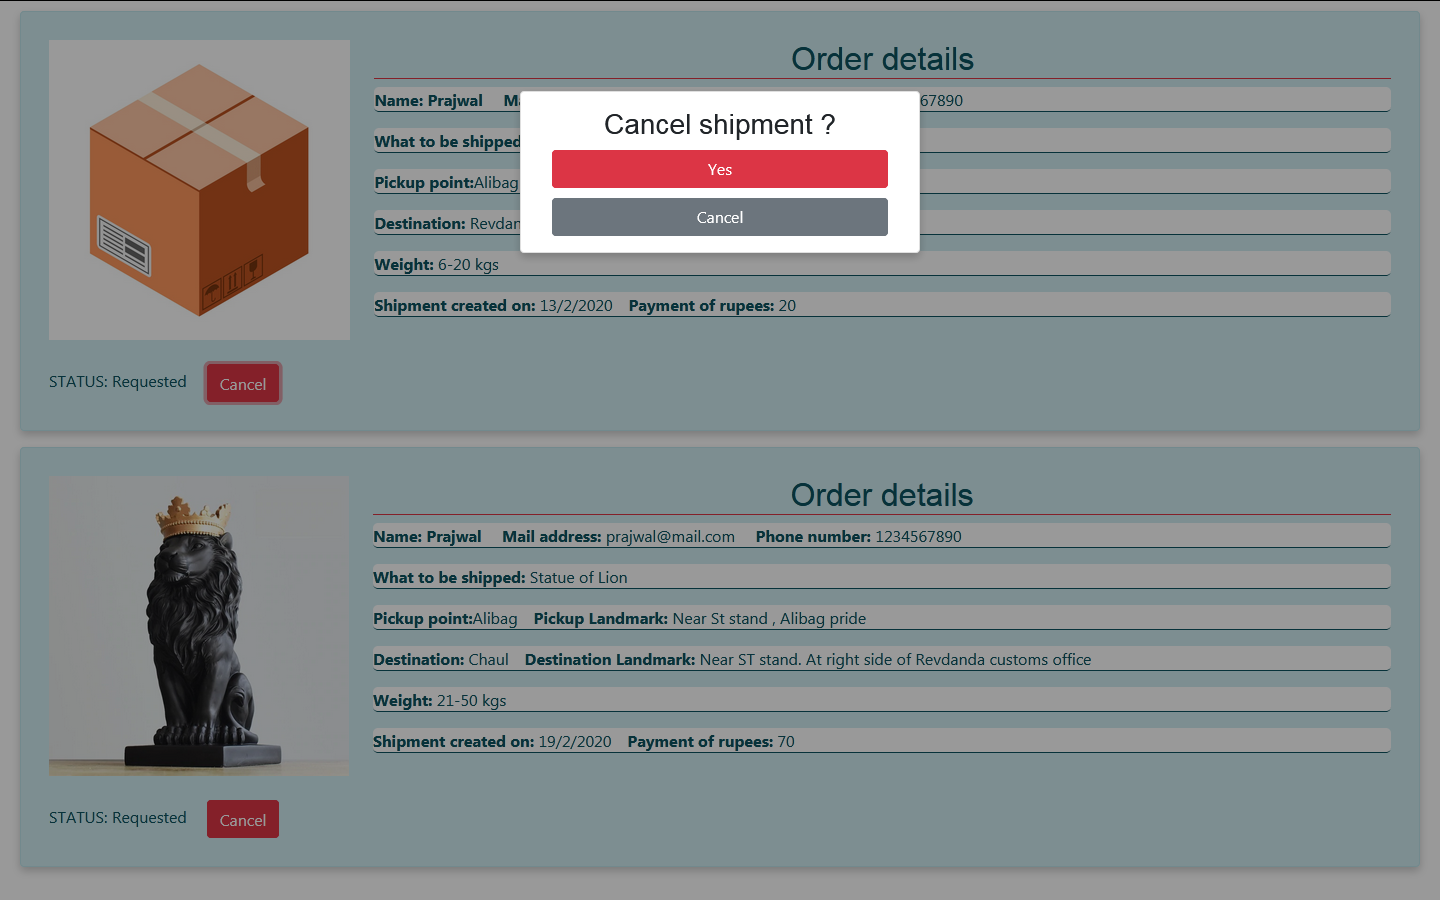 Order details
Name: Prajwal Ma 67890
What to be shipped
Pickup point:Alibag
Destination: Revdan
Weight: 6-20 kgs
Shipment created on: 13/2/2020 Payment of rupees: 20
STATUS: Requested Cancel
Cancel shipment ?
Yes
Cancel
Order details
Name: Prajwal Mail address: prajwal@mail.com Phone number: 1234567890
What to be shipped: Statue of Lion
Pickup point:Alibag Pickup Landmark: Near St stand , Alibag pride
Destination: Chaul Destination Landmark: Near ST stand. At right side of Revdanda customs office
Weight: 21-50 kgs
Shipment created on: 19/2/2020 Payment of rupees: 70
STATUS: Requested Cancel